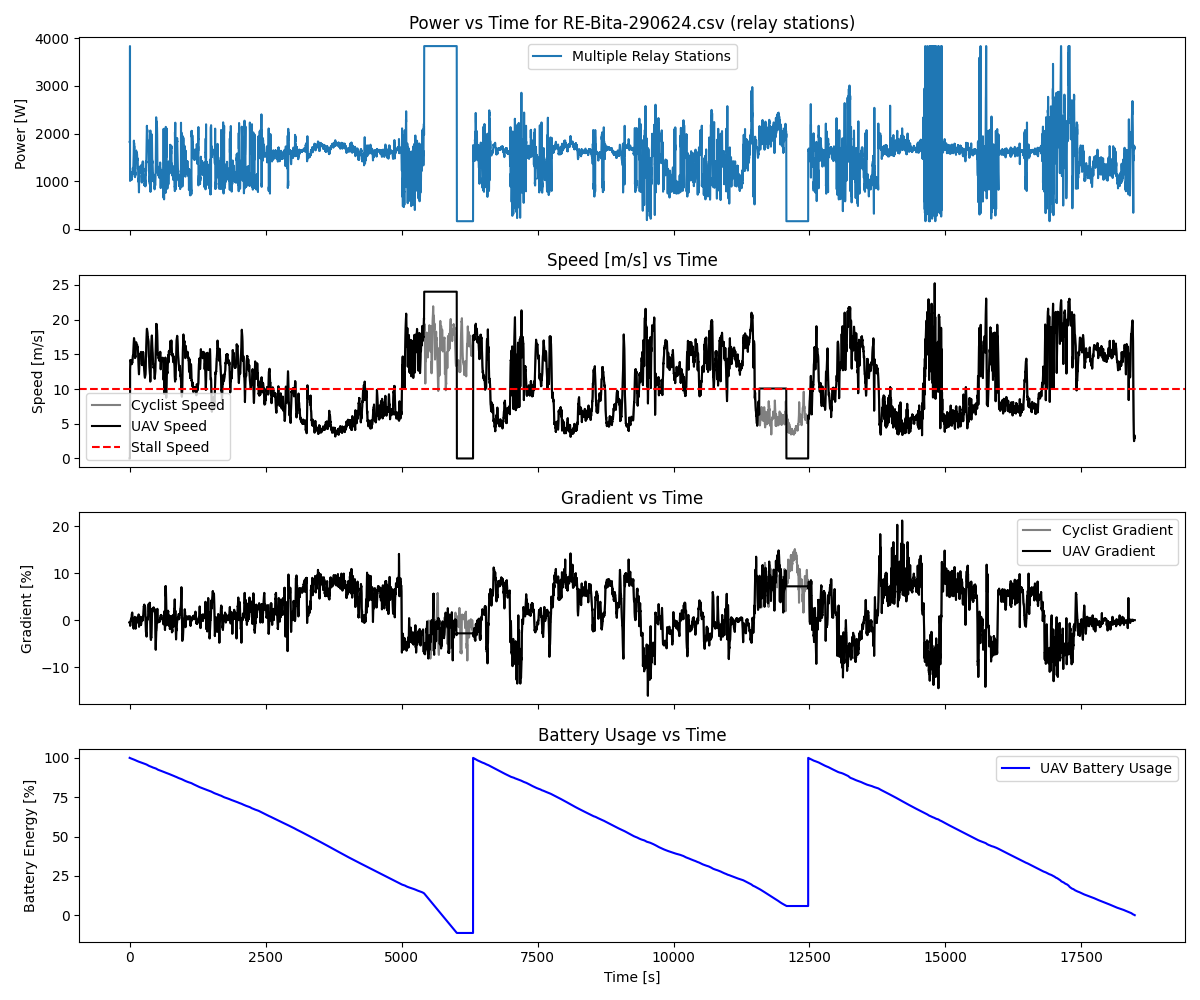 Power vs Time for RE-Bita-290624.csv (relay stations)
Power [W]
4000
3000
2000
1000
0
Multiple Relay Stations
Speed [m/s] vs Time
Speed [m/s]
25
20
15
10
5
0
Cyclist Speed
UAV Speed
Stall Speed
Gradient vs Time
Gradient [%]
20
10
0
−10
Cyclist Gradient
UAV Gradient
Battery Usage vs Time
Battery Energy [%]
100
75
50
25
0
UAV Battery Usage
0 2500 5000 7500 10000 12500 15000 17500
Time [s]